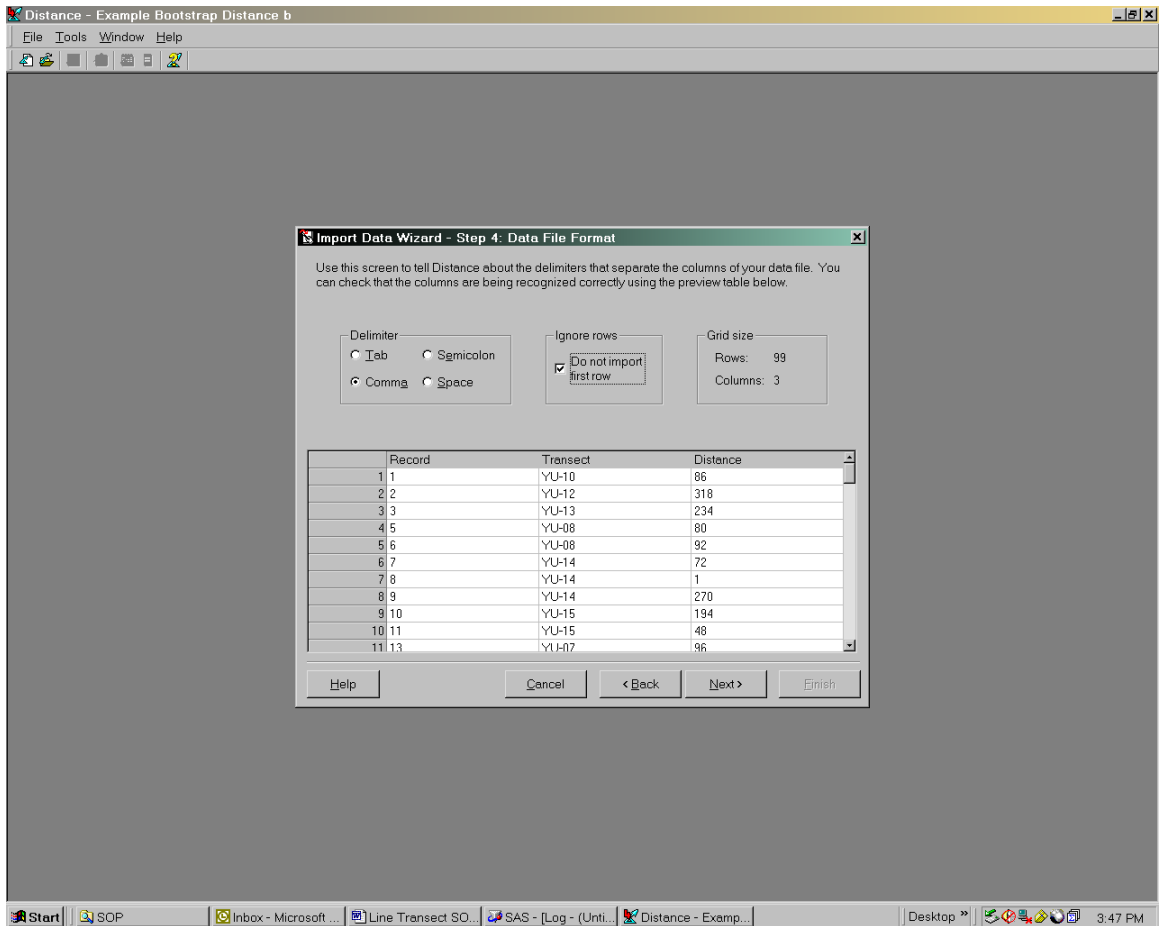 Distance - Example Bootstrap Distance b
File Tools Window Help
Import Data Wizard - Step 4: Data File Format
Use this screen to tell Distance about the delimiters that separate the columns of your data file. You
can check that the columns are being recognized correctly using the preview table below.
Delimiter
Tab Semicolon
Comma Space
Ignore rows
Do not import
first row
Grid size
Rows: 99
Columns: 3
Record Transect Distance
1 1 YU-10 86
2 2 YU-12 318
3 3 YU-13 234
4 5 YU-08 80
5 6 YU-08 92
6 7 YU-14 72
7 8 YU-14 1
8 9 YU-14 270
9 10 YU-15 194
10 11 YU-15 48
11 13 YU-07 96
Help Cancel < Back Next > Finish
Start SOP Inbox - Microsoft ... Line Transect SO... SAS - [Log - (Unti... Distance - Examp... Desktop » 3:47 PM